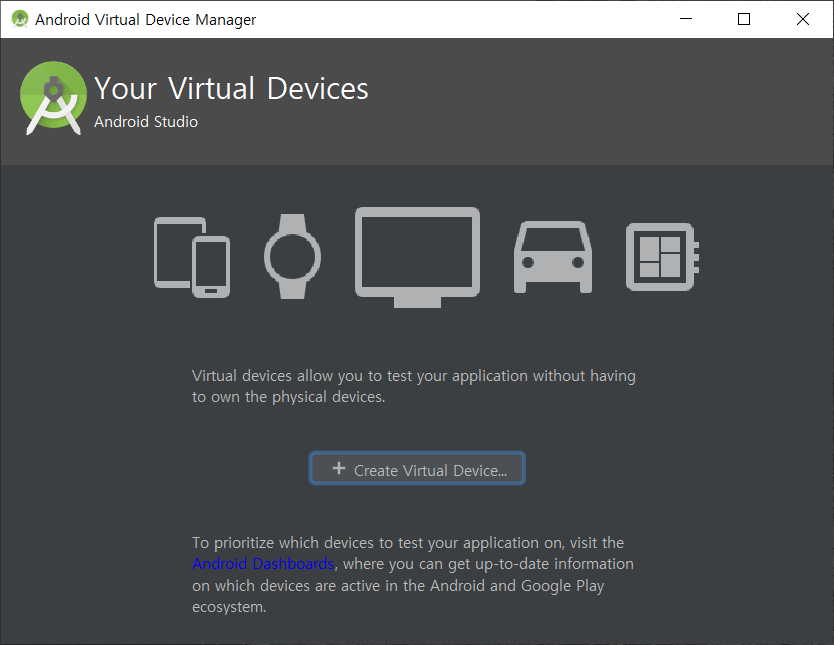 Android Virtual Device Manager
Your Virtual Devices
Android Studio
Virtual devices allow you to test your application without having
to own the physical devices.
+ Create Virtual Device...
To prioritize which devices to test your application on, visit the
Android Dashboards, where you can get up-to-date information
on which devices are active in the Android and Google Play
ecosystem.